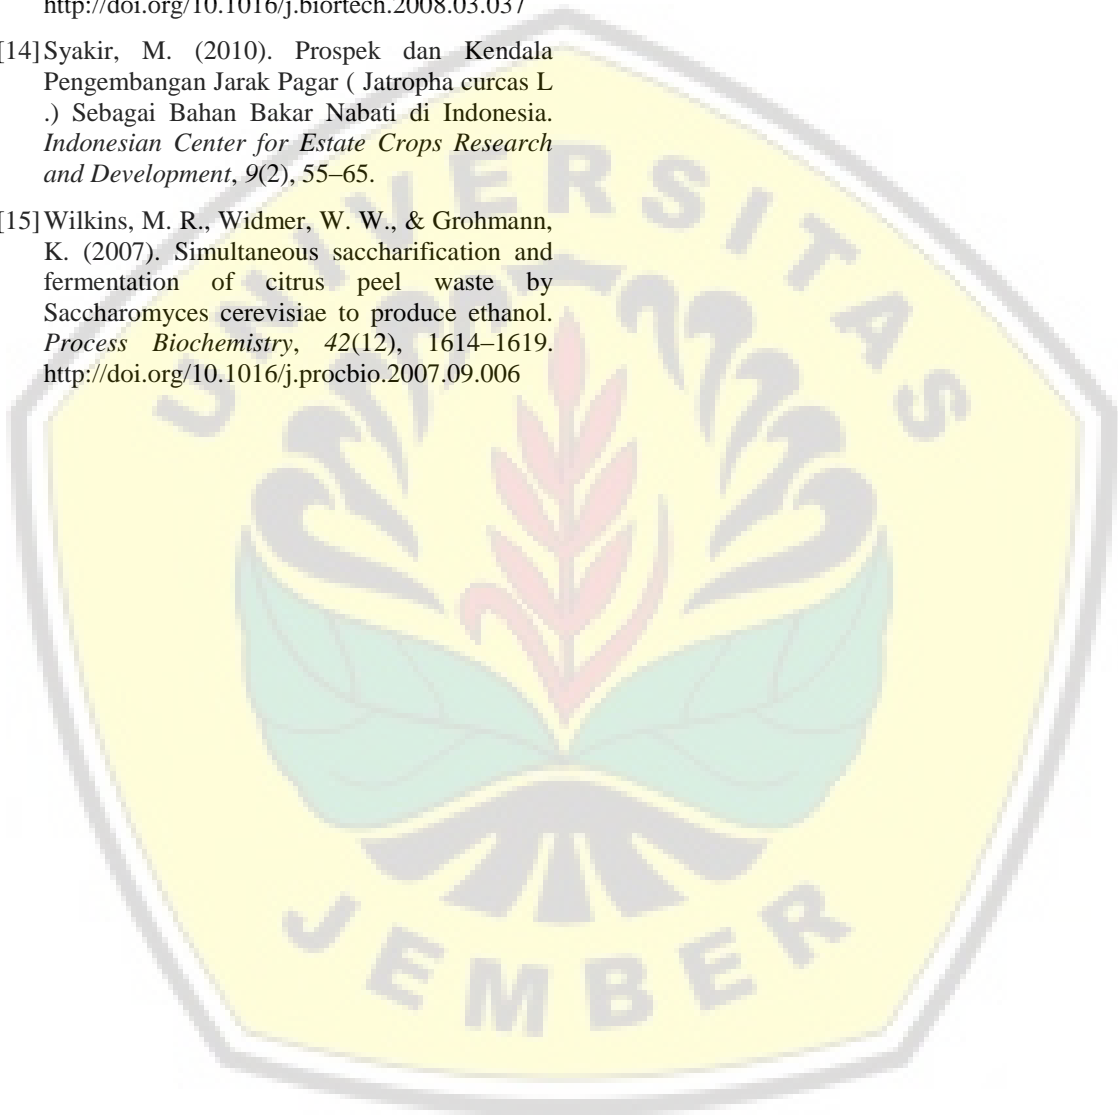 http://doi.org/10.1016/j.biortech.2008.03.037
[14] Syakir, M. (2010). Prospek dan Kendala
Pengembangan Jarak Pagar ( Jatropha curcas L
.) Sebagai Bahan Bakar Nabati di Indonesia.
Indonesian Center for Estate Crops Research
and Development, 9(2), 55–65.
[15] Wilkins, M. R., Widmer, W. W., & Grohmann,
K. (2007). Simultaneous saccharification and
fermentation of citrus peel waste by
Saccharomyces cerevisiae to produce ethanol.
Process Biochemistry, 42(12), 1614–1619.
http://doi.org/10.1016/j.procbio.2007.09.006
UNIVERSITAS
JEMBER